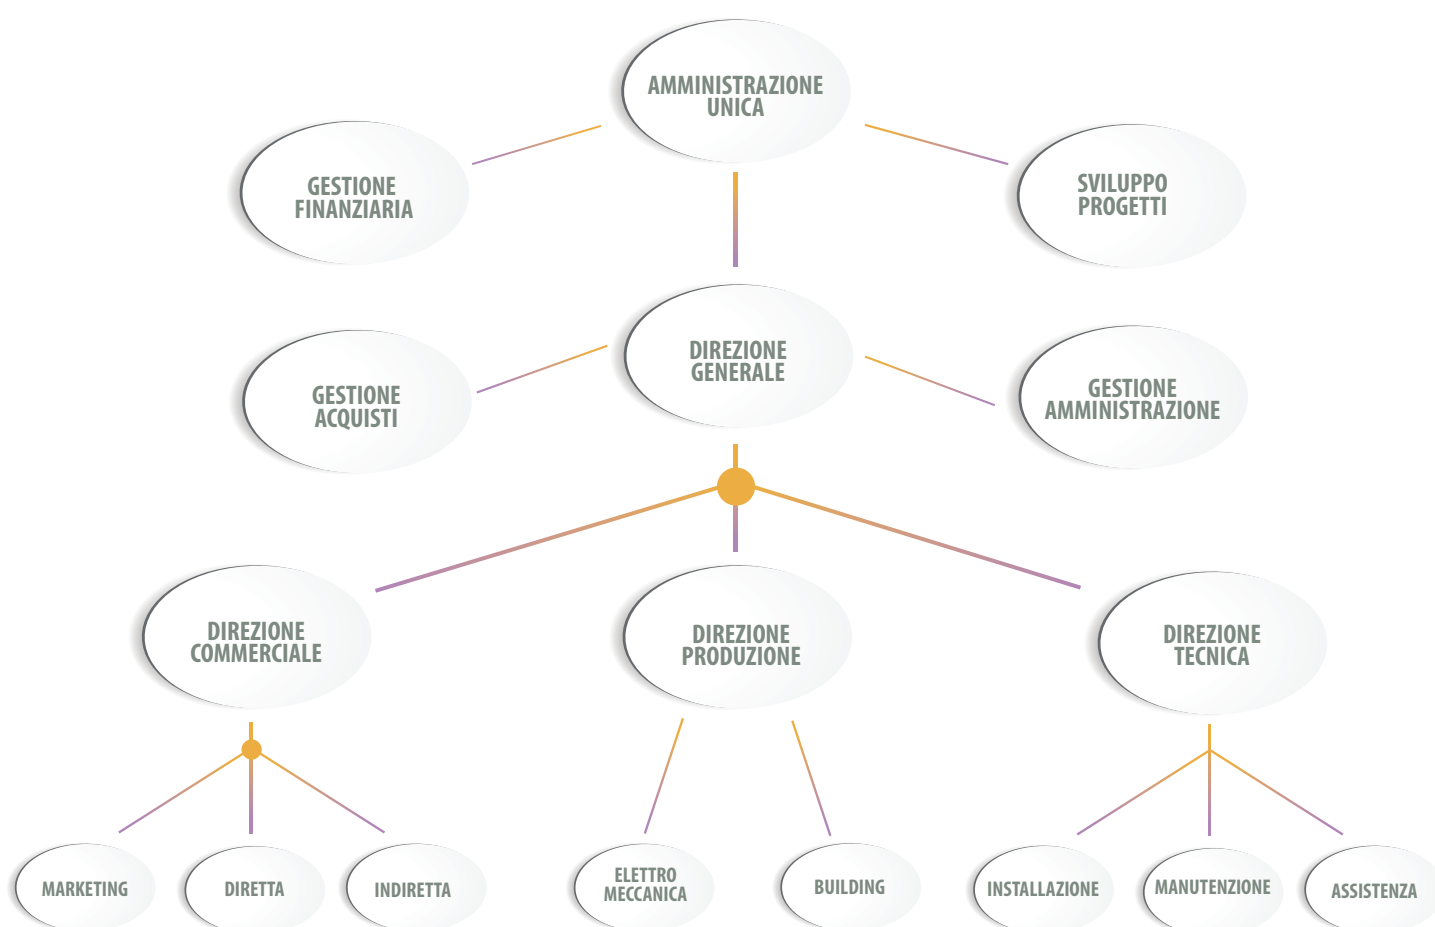 AMMINISTRAZIONE
UNICA
GESTIONE
FINANZIARIA
SVILUPPO
PROGETTI
DIREZIONE
GENERALE
GESTIONE
ACQUISTI
GESTIONE
AMMINISTRAZIONE
DIREZIONE
COMMERCIALE
DIREZIONE
PRODUZIONE
DIREZIONE
TECNICA
MARKETING
DIRETTA
INDIRETTA
ELETTRO
MECCANICA
BUILDING
INSTALLAZIONE
MANUTENZIONE
ASSISTENZA